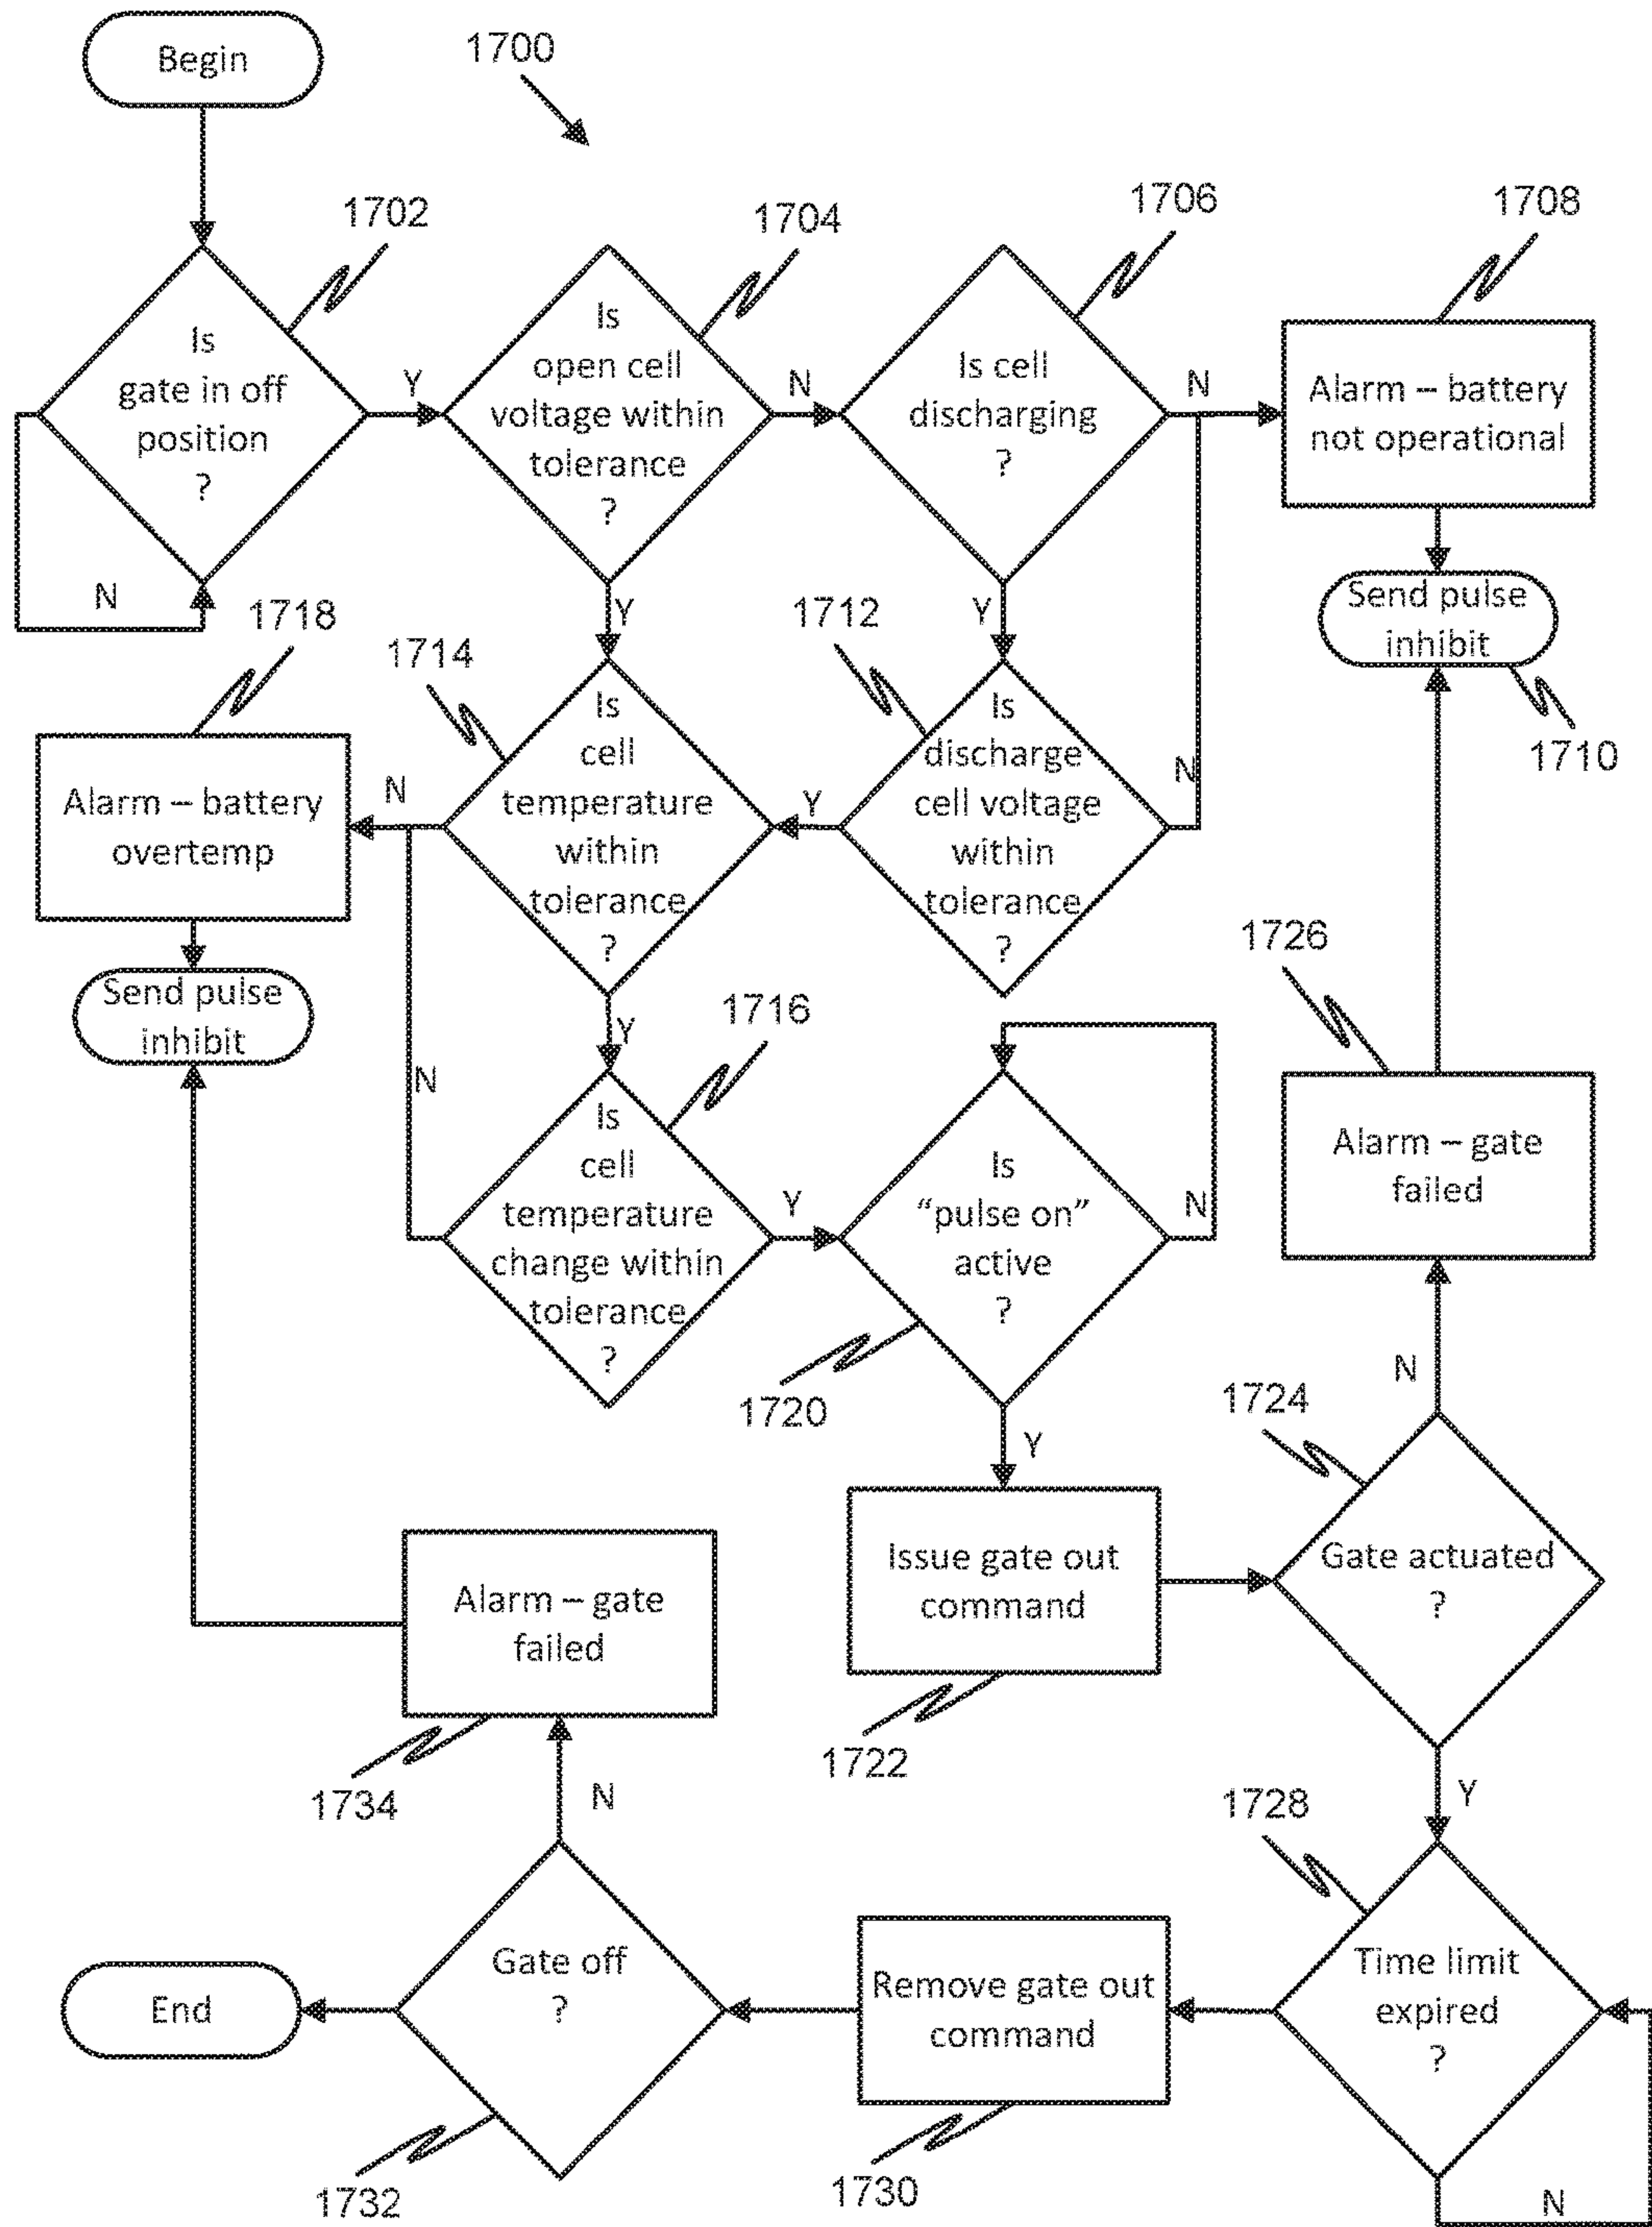 Begin
1700
1702
1704
1706
1708
Is
gate in off
position
?
N
Y
Is
open cell
voltage within
tolerance
?
N
Y
Is cell
discharging
?
N
Y
Alarm – battery
not operational
Send pulse
inhibit
1710
1718
1714
1712
Alarm – battery
overtemp
N
Is
cell
temperature
within
tolerance
?
Y
Y
Is
discharge
cell voltage
within
tolerance
?
N
Send pulse
inhibit
1716
1726
N
Is
cell
temperature
change within
tolerance
?
Y
Is
“pulse on”
active
?
N
Y
Alarm – gate
failed
1720
1724
N
Alarm – gate
failed
Issue gate out
command
Gate actuated
?
Y
1734
1722
1728
N
End
Gate off
?
Remove gate out
command
Time limit
expired
?
N
1732
1730